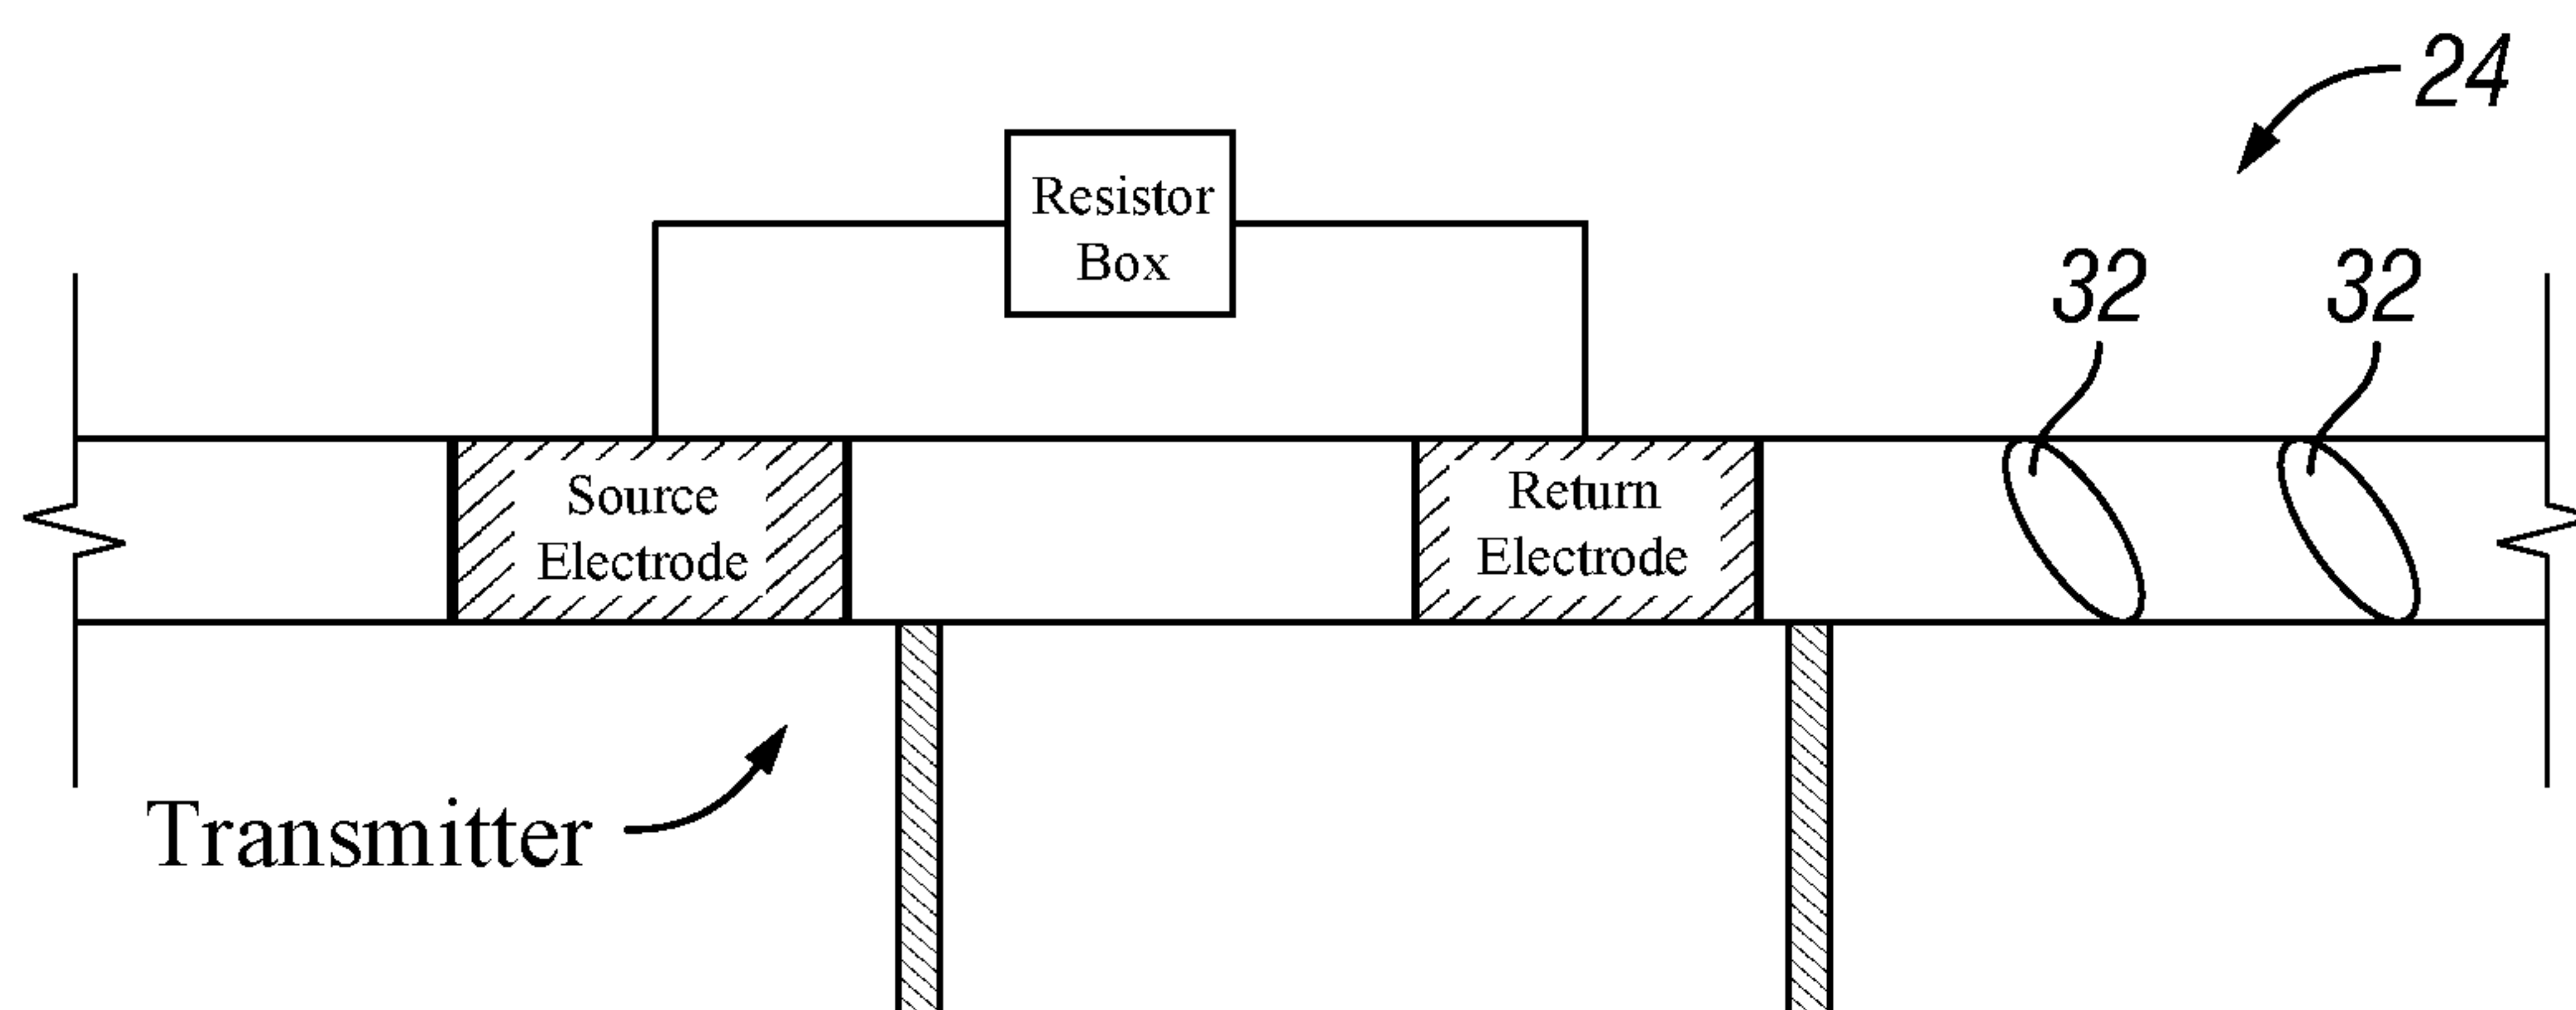 24
Resistor
Box
32 32
Source
Electrode
Return
Electrode
Transmitter